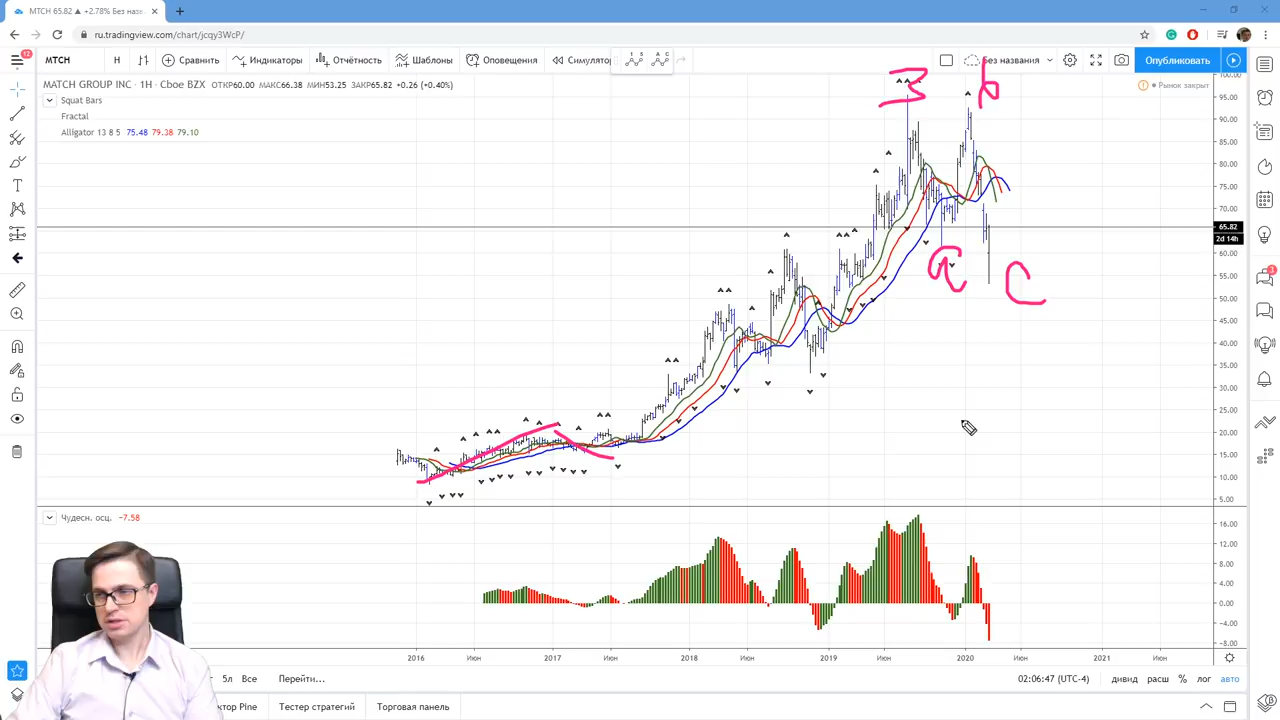 MTCH 65.82 ▲ +2.78% Без назва
ru.tradingview.com/chart/jcqy3WcP/
12
MTCH
Н
Сравнить
Индикаторы
Отчётность
Шаблоны
Оповещения
Симулятор
Без названия
Опубликовать
MATCH GROUP INC · 1Н · Cboe BZX
ОТКР60.00
МИН53.25 ЗАКР65.82 +0.26 (+0.40%)
Рынок закрыт
Squat Bars
Fractal
Alligator 13 8 5 75.48 79.38 79.10
3
b
a
c
100.00
95.00
90.00
85.00
80.00
75.00
70.00
65.82
2d 14h
60.00
55.00
50.00
45.00
40.00
35.00
30.00
25.00
20.00
15.00
10.00
5.00
3
Чудесн. осц. −7.58
16.00
8.00
4.00
0.00
−4.00
−8.00
2016 Июн 2017 Июн 2018 Июн 2019 Июн 2020 Июн 2021 Июн
5л Все Перейти...
02:06:47 (UTC-4) дивид расш % лог авто
Тестер стратегий Торговая панель